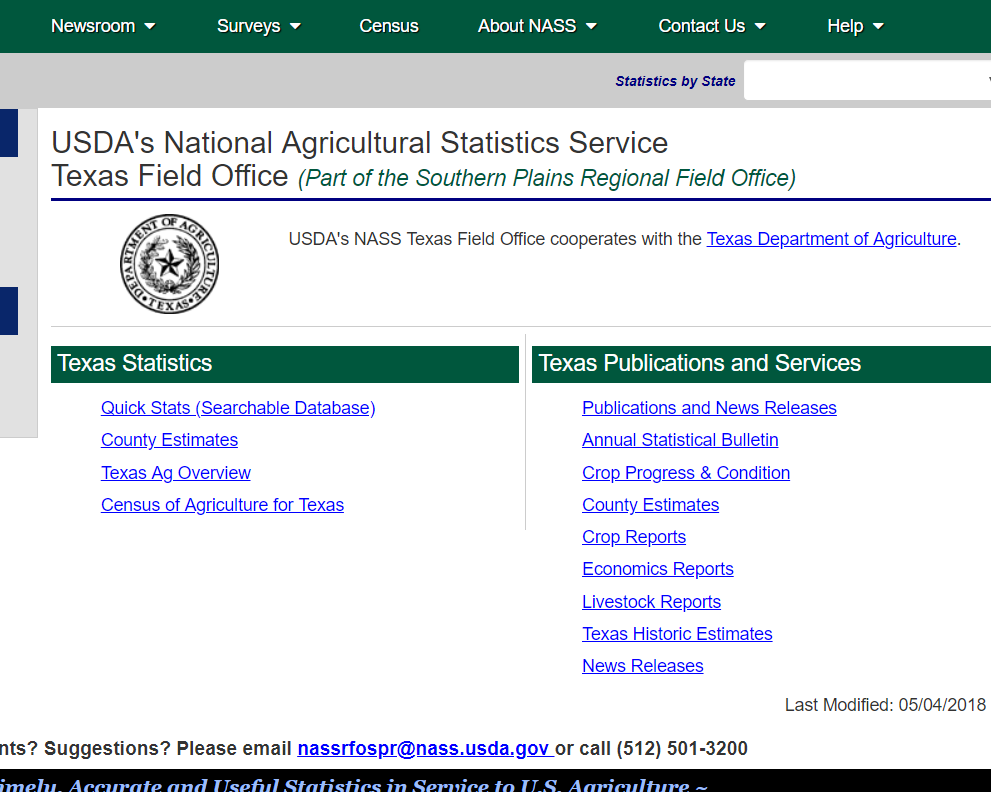 Newsroom Surveys Census About NASS Contact Us Help
Statistics by State
USDA's National Agricultural Statistics Service
Texas Field Office (Part of the Southern Plains Regional Field Office)
DEPARTMENT OF AGRICULTURE
TEXAS
USDA's NASS Texas Field Office cooperates with the Texas Department of Agriculture.
Texas Statistics
Quick Stats (Searchable Database)
County Estimates
Texas Ag Overview
Census of Agriculture for Texas
Texas Publications and Services
Publications and News Releases
Annual Statistical Bulletin
Crop Progress & Condition
County Estimates
Crop Reports
Economics Reports
Livestock Reports
Texas Historic Estimates
News Releases
Last Modified: 05/04/2018
nts? Suggestions? Please email nassrfospr@nass.usda.gov or call (512) 501-3200
imely, Accurate and Useful Statistics in Service to U.S. Agriculture ~